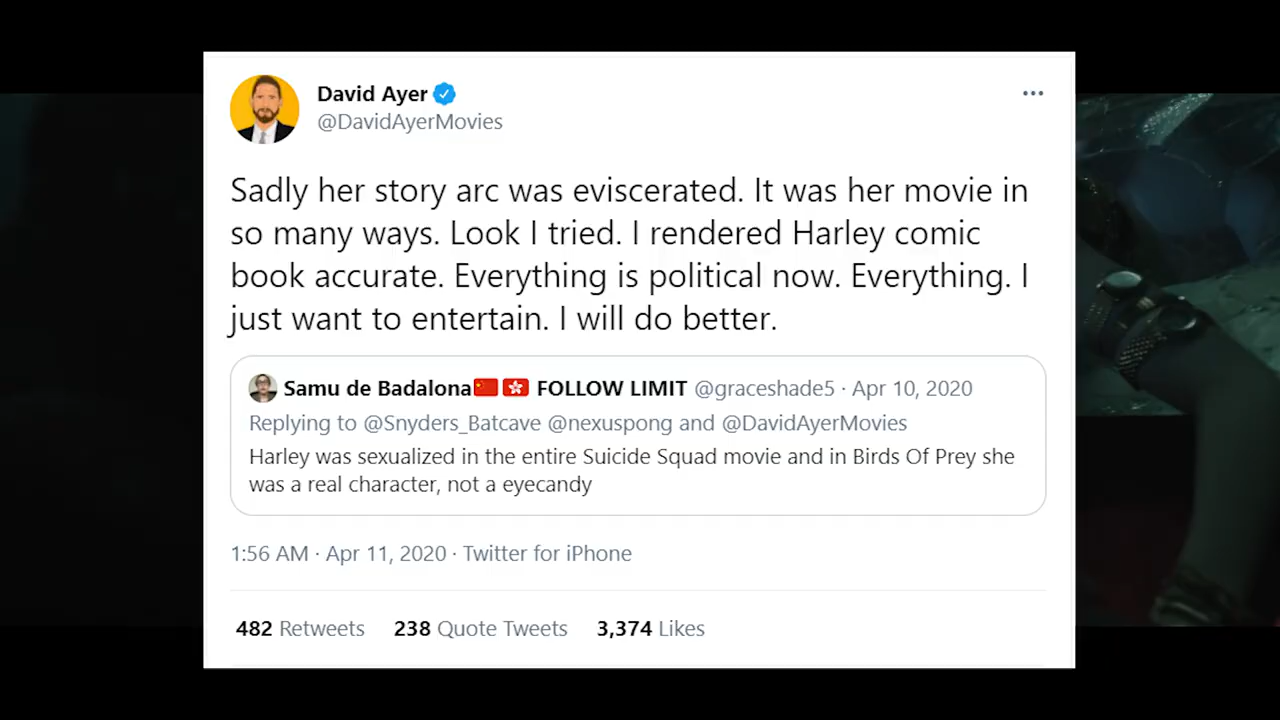 David Ayer
@DavidAyerMovies
Sadly her story arc was eviscerated. It was her movie in
so many ways. Look I tried. I rendered Harley comic
book accurate. Everything is political now. Everything. I
just want to entertain. I will do better.
Samu de Badalona🇨🇳🇭🇰 FOLLOW LIMIT @graceshade5 · Apr 10, 2020
Replying to @Snyders_Batcave @nexuspong and @DavidAyerMovies
Harley was sexualized in the entire Suicide Squad movie and in Birds Of Prey she
was a real character, not a eyecandy
1:56 AM · Apr 11, 2020 · Twitter for iPhone
482 Retweets 238 Quote Tweets 3,374 Likes